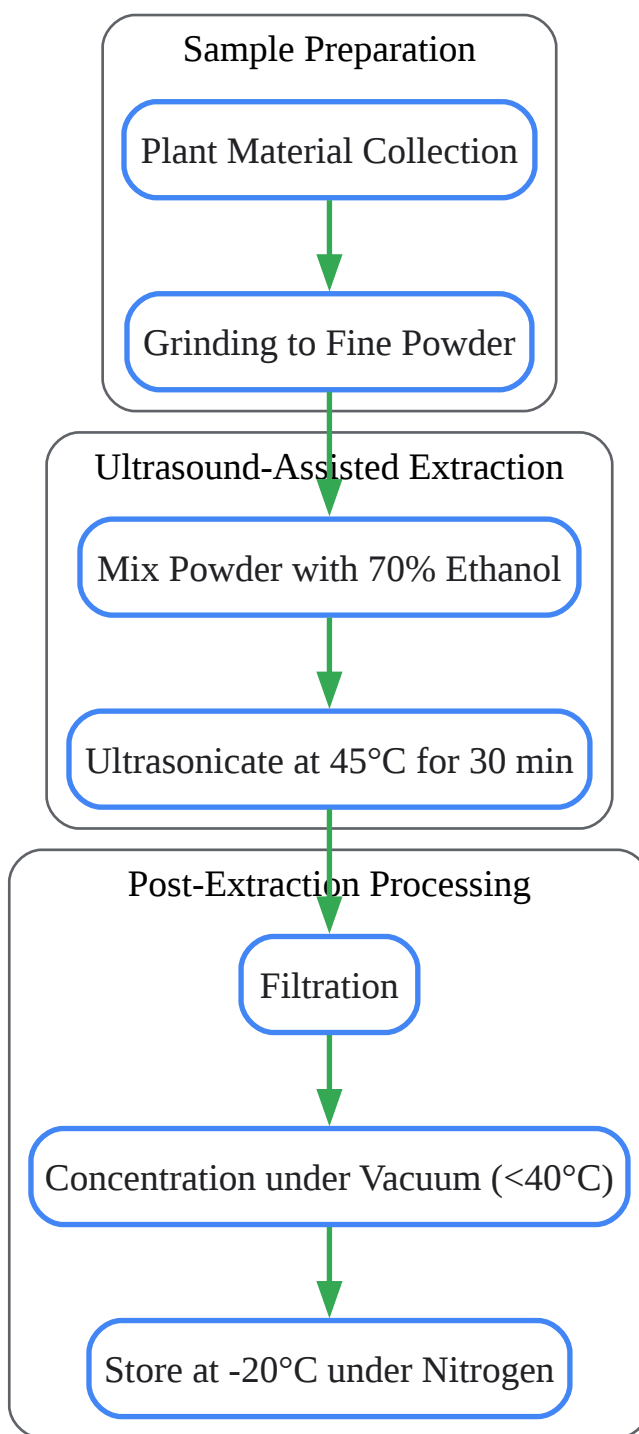 Sample Preparation
Plant Material Collection
Grinding to Fine Powder
Ultrasound-Assisted Extraction
Mix Powder with 70% Ethanol
Ultrasonicate at 45°C for 30 min
Post-Extraction Processing
Filtration
Concentration under Vacuum (<40°C)
Store at -20°C under Nitrogen